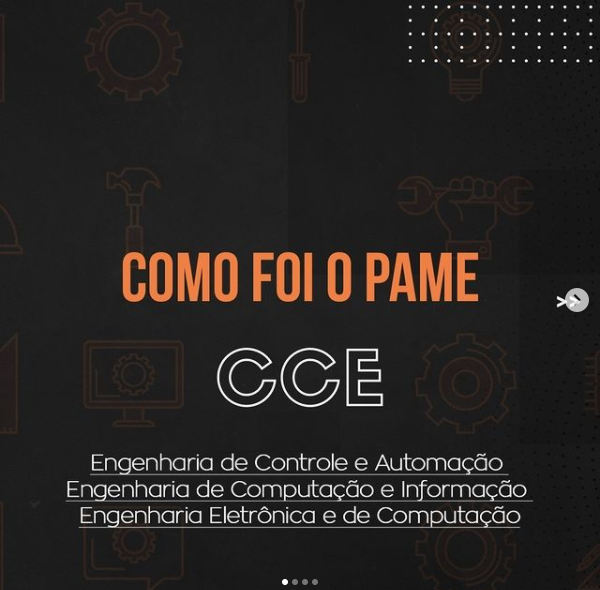 COMO FOI O PAME
>>
CCE
Engenharia de Controle e Automação
Engenharia de Computação e Informação
Engenharia Eletrônica e de Computação